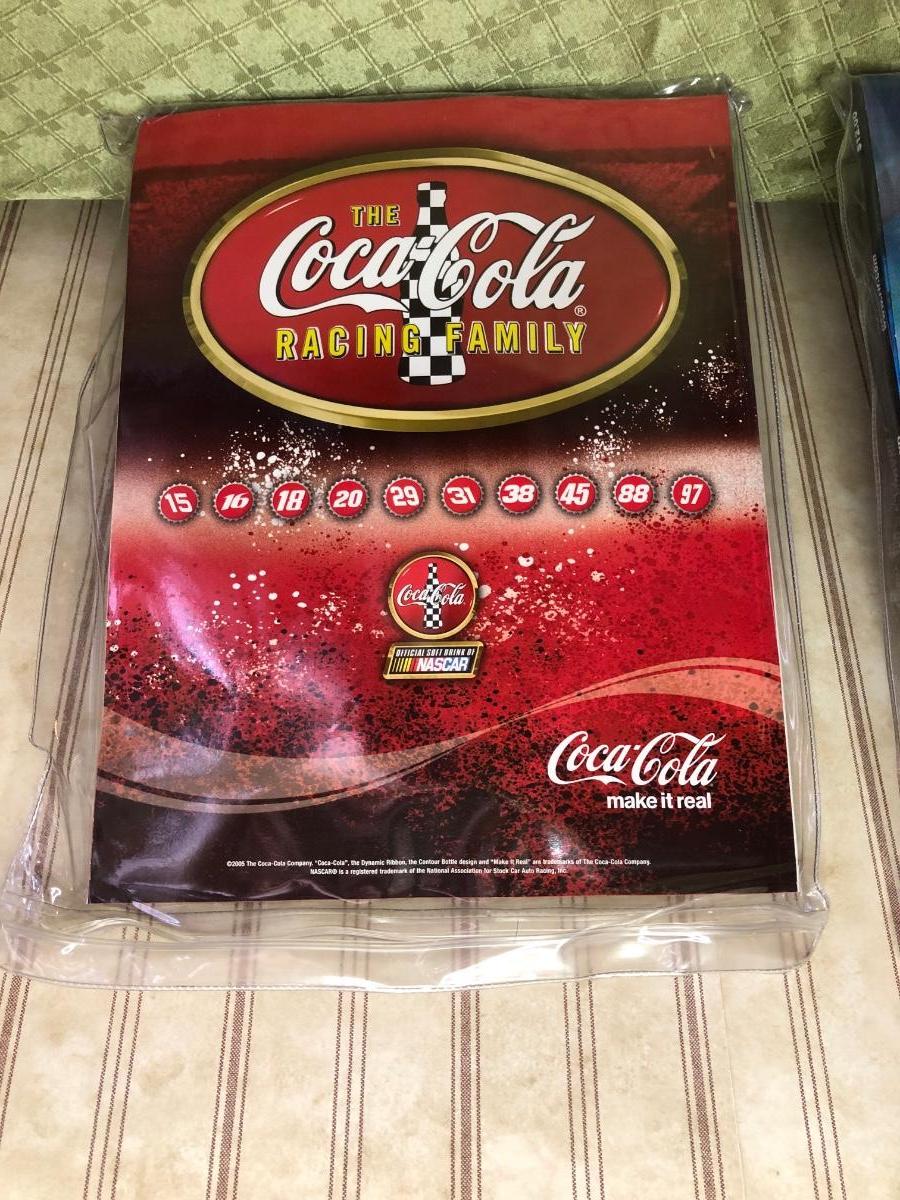 THE
Coca-Cola®
RACING FAMILY
15 16 18 20 29 31 38 45 88 97
Coca-Cola
OFFICIAL SOFT DRINK OF
NASCAR
Coca-Cola
make it real
©2005 The Coca-Cola Company. "Coca-Cola", the Dynamic Ribbon, the Contour Bottle design and "Make It Real" are trademarks of The Coca-Cola Company.
NASCAR® is a registered trademark of the National Association for Stock Car Auto Racing, Inc.